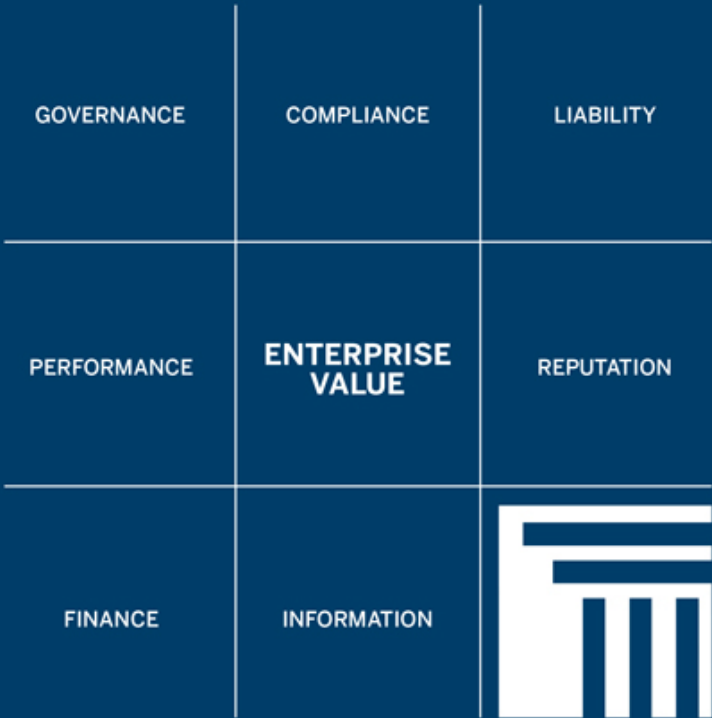 GOVERNANCE
COMPLIANCE
LIABILITY
PERFORMANCE
ENTERPRISE
VALUE
REPUTATION
FINANCE
INFORMATION